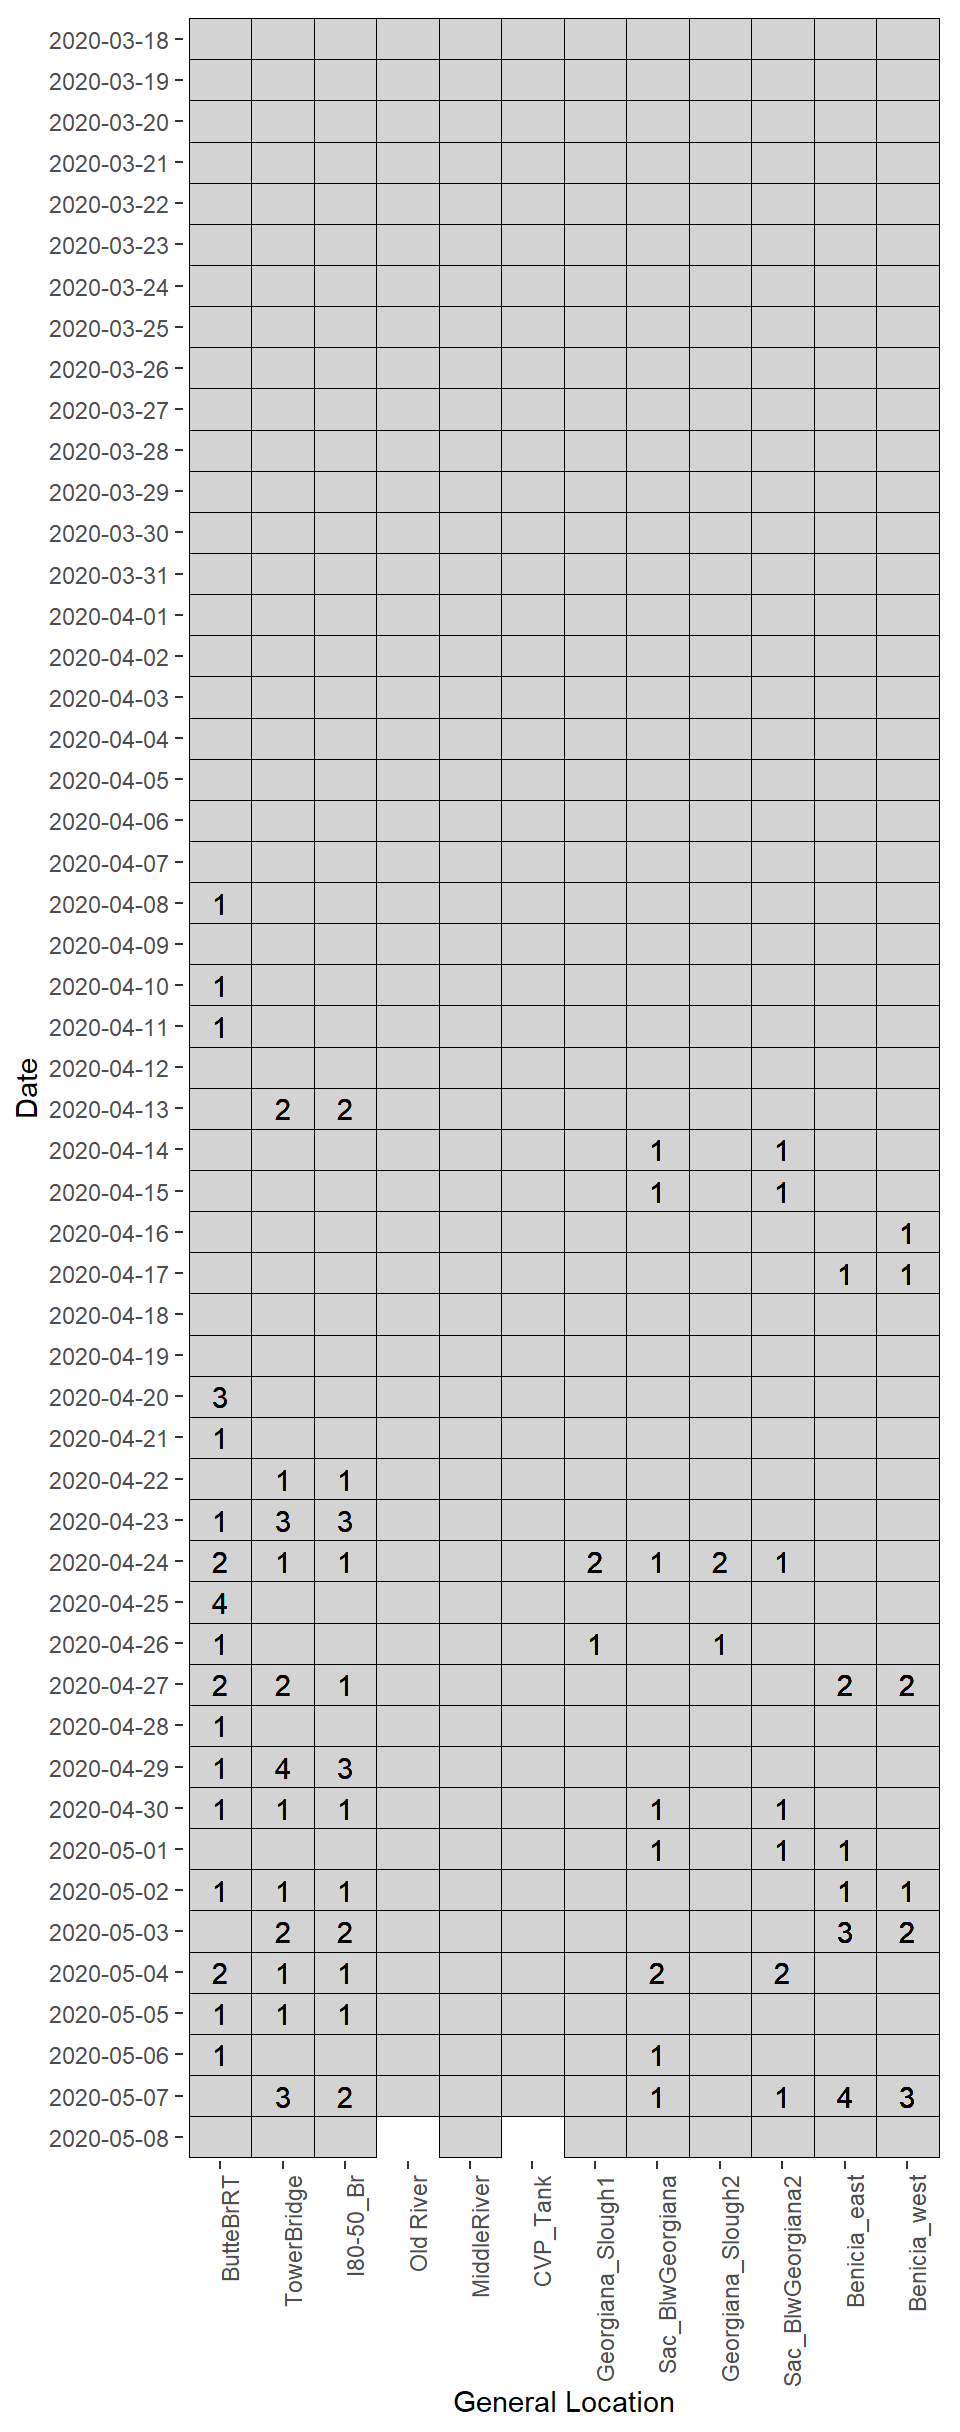 2020-03-18
2020-03-19
2020-03-20
2020-03-21
2020-03-22
2020-03-23
2020-03-24
2020-03-25
2020-03-26
2020-03-27
2020-03-28
2020-03-29
2020-03-30
2020-03-31
2020-04-01
2020-04-02
2020-04-03
2020-04-04
2020-04-05
2020-04-06
2020-04-07
2020-04-08 1
2020-04-09
2020-04-10 1
2020-04-11 1
2020-04-12
2020-04-13 2 2
2020-04-14 1 1
2020-04-15 1 1
2020-04-16 1
2020-04-17 1 1
2020-04-18
2020-04-19
2020-04-20 3
2020-04-21 1
2020-04-22 1 1
2020-04-23 1 3 3
2020-04-24 2 1 1 2 1 2 1
2020-04-25 4
2020-04-26 1 1 1
2020-04-27 2 2 1 2 2
2020-04-28 1
2020-04-29 1 4 3
2020-04-30 1 1 1 1 1
2020-05-01 1 1 1
2020-05-02 1 1 1 1 1
2020-05-03 2 2 3 2
2020-05-04 2 1 1 2 2
2020-05-05 1 1 1
2020-05-06 1 1
2020-05-07 3 2 1 1 4 3
2020-05-08
Date
ButteBrRT
TowerBridge
I80-50_Br
Old River
MiddleRiver
CVP_Tank
Georgiana_Slough1
Sac_BlwGeorgiana
Georgiana_Slough2
Sac_BlwGeorgiana2
Benicia_east
Benicia_west
General Location